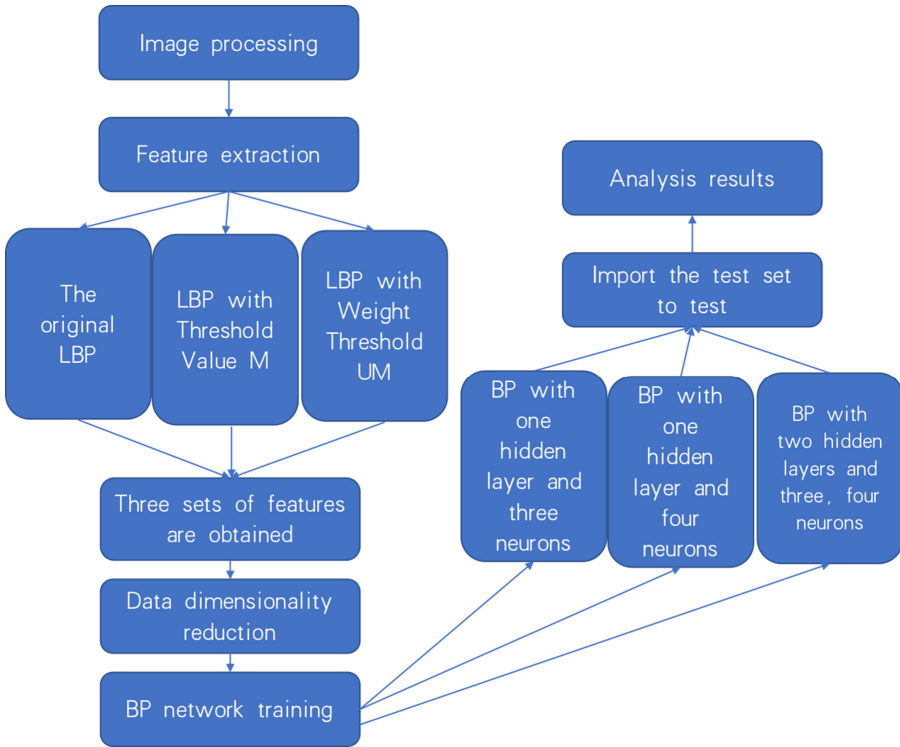 Image processing
Feature extraction
The
original
LBP
LBP with
Threshold
Value M
LBP with
Weight
Threshold
UM
Three sets of features
are obtained
Data dimensionality
reduction
BP network training
BP with
one
hidden
layer and
three
neurons
BP with
one
hidden
layer and
four
neurons
BP with
two hidden
layers and
three, four
neurons
Import the test set
to test
Analysis results